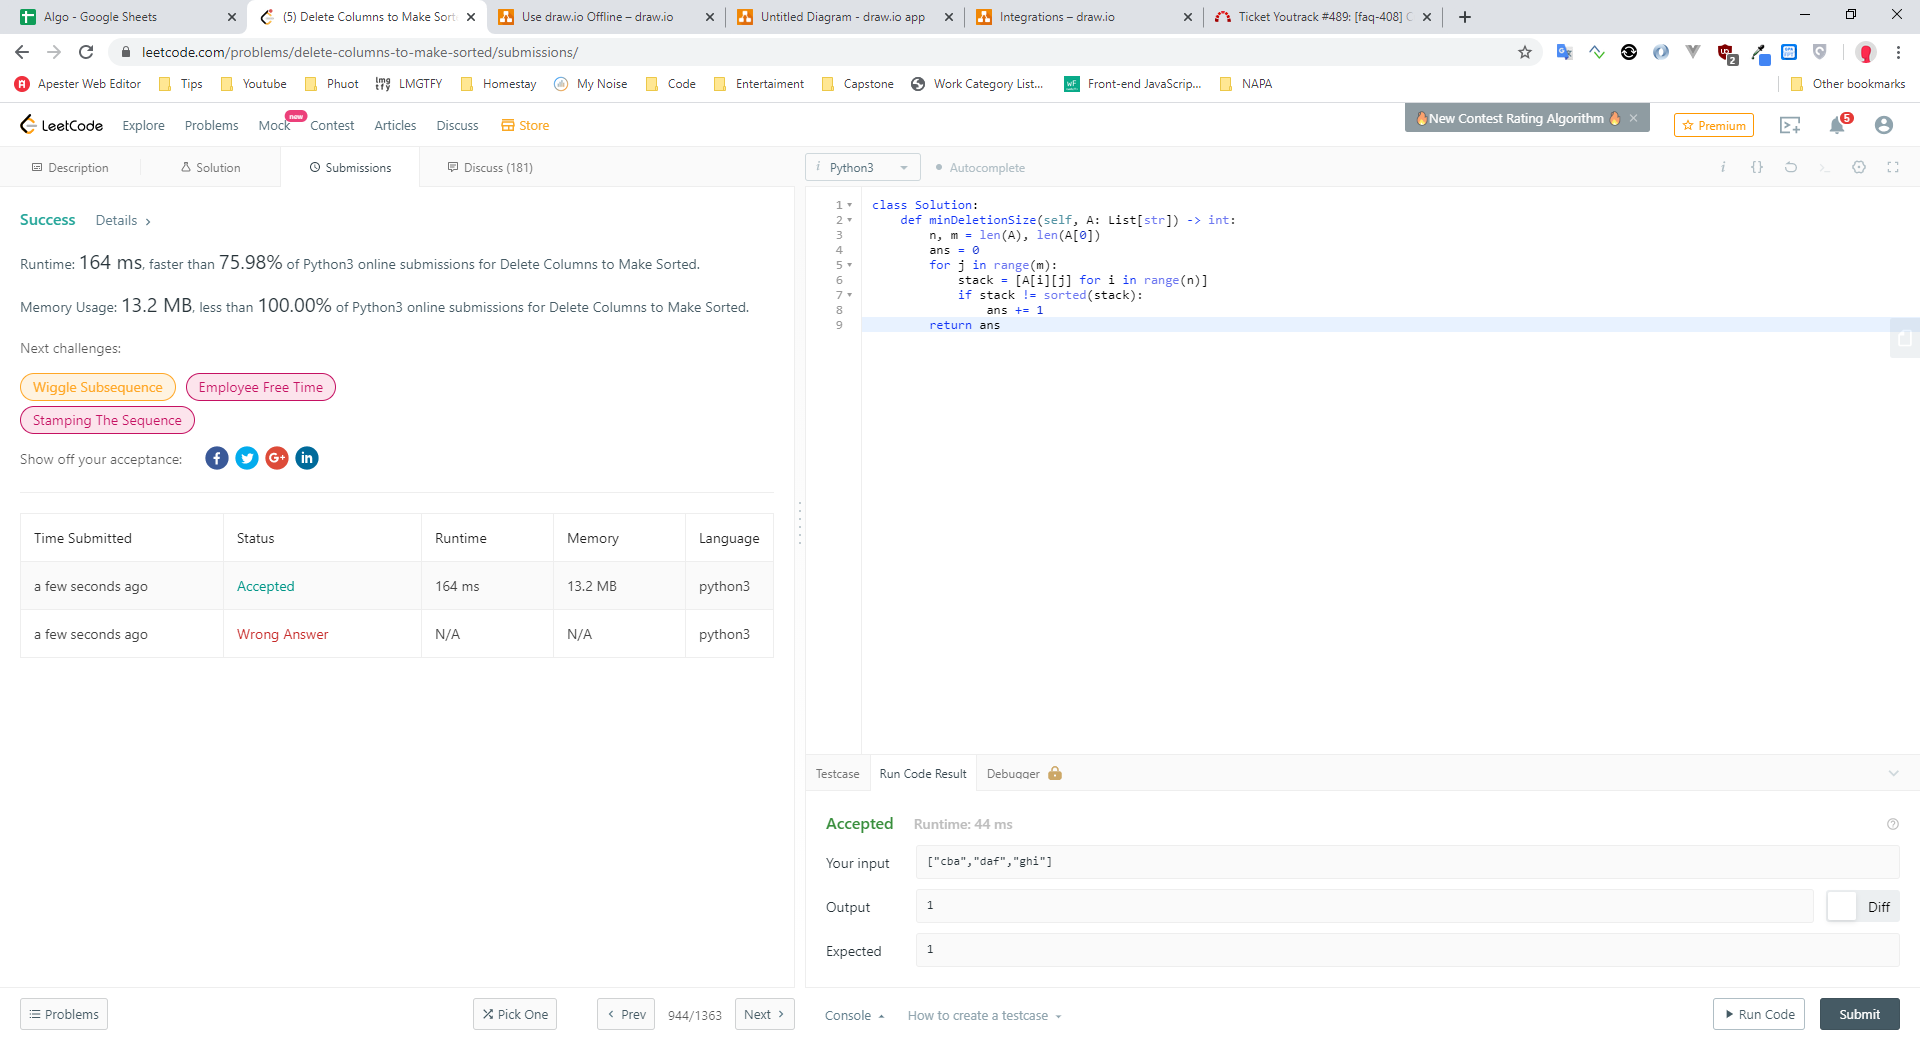 Algo - Google Sheets
(5) Delete Columns to Make Sort
Use draw.io Offline – draw.io
Untitled Diagram - draw.io app
Integrations – draw.io
Ticket Youtrack #489: [faq-408]
leetcode.com/problems/delete-columns-to-make-sorted/submissions/
2
Apester Web Editor
Tips
Youtube
Phuot
LMGTFY
Homestay
My Noise
Code
Entertaiment
Capstone
Work Category List...
Front-end JavaScrip...
NAPA
Other bookmarks
LeetCode
Explore
Problems
Mock
new
Contest
Articles
Discuss
Store
New Contest Rating Algorithm
Premium
5
Description
Solution
Submissions
Discuss (181)
i Python3
Autocomplete
i {}
Success
Details
Runtime: 164 ms, faster than 75.98% of Python3 online submissions for Delete Columns to Make Sorted.
Memory Usage: 13.2 MB, less than 100.00% of Python3 online submissions for Delete Columns to Make Sorted.
Next challenges:
Wiggle Subsequence
Employee Free Time
Stamping The Sequence
Show off your acceptance:
Time Submitted Status Runtime Memory Language
a few seconds ago Accepted 164 ms 13.2 MB python3
a few seconds ago Wrong Answer N/A N/A python3
1 class Solution:
2 def minDeletionSize(self, A: List[str]) -> int:
3 n, m = len(A), len(A[0])
4 ans = 0
5 for j in range(m):
6 stack = [A[i][j] for i in range(n)]
7 if stack != sorted(stack):
8 ans += 1
9 return ans
Testcase
Run Code Result
Debugger
Accepted
Runtime: 44 ms
Your input
["cba","daf","ghi"]
Output
1
Diff
Expected
1
Problems
Pick One
Prev
944/1363
Next
Console
How to create a testcase
Run Code
Submit